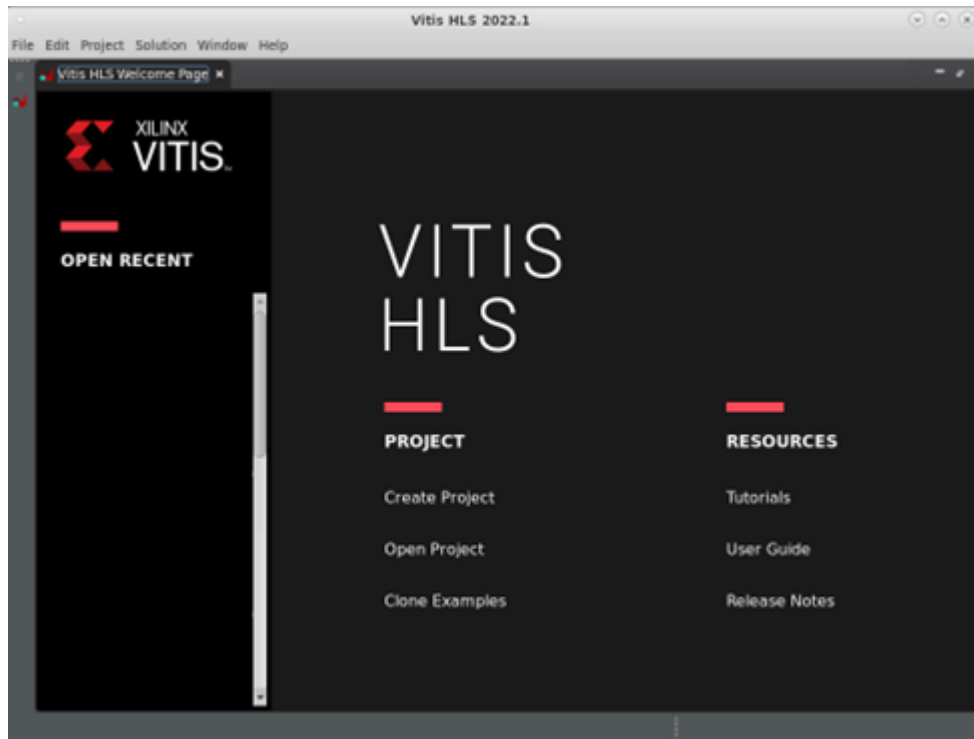 Vitis HLS 2022.1
File Edit Project Solution Window Help
Vitis HLS Welcome Page
XILINX
VITIS
OPEN RECENT
VITIS
HLS
PROJECT
RESOURCES
Create Project
Tutorials
Open Project
User Guide
Clone Examples
Release Notes